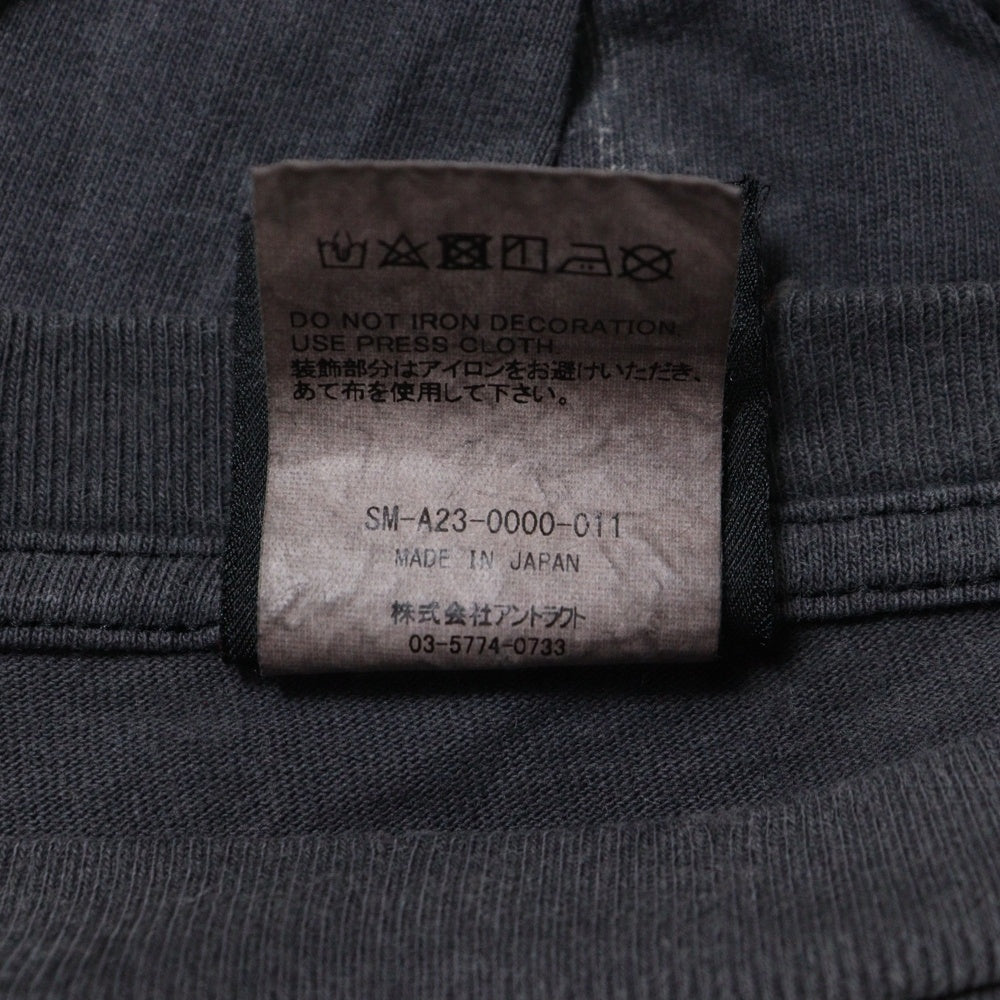 DO NOT IRON DECORATION.
USE PRESS CLOTH.
装飾部分はアイロンをお避けいただき、
あて布を使用して下さい。
SM-A23-0000-011
MADE IN JAPAN
株式会社アントラクト
03-5774-0733